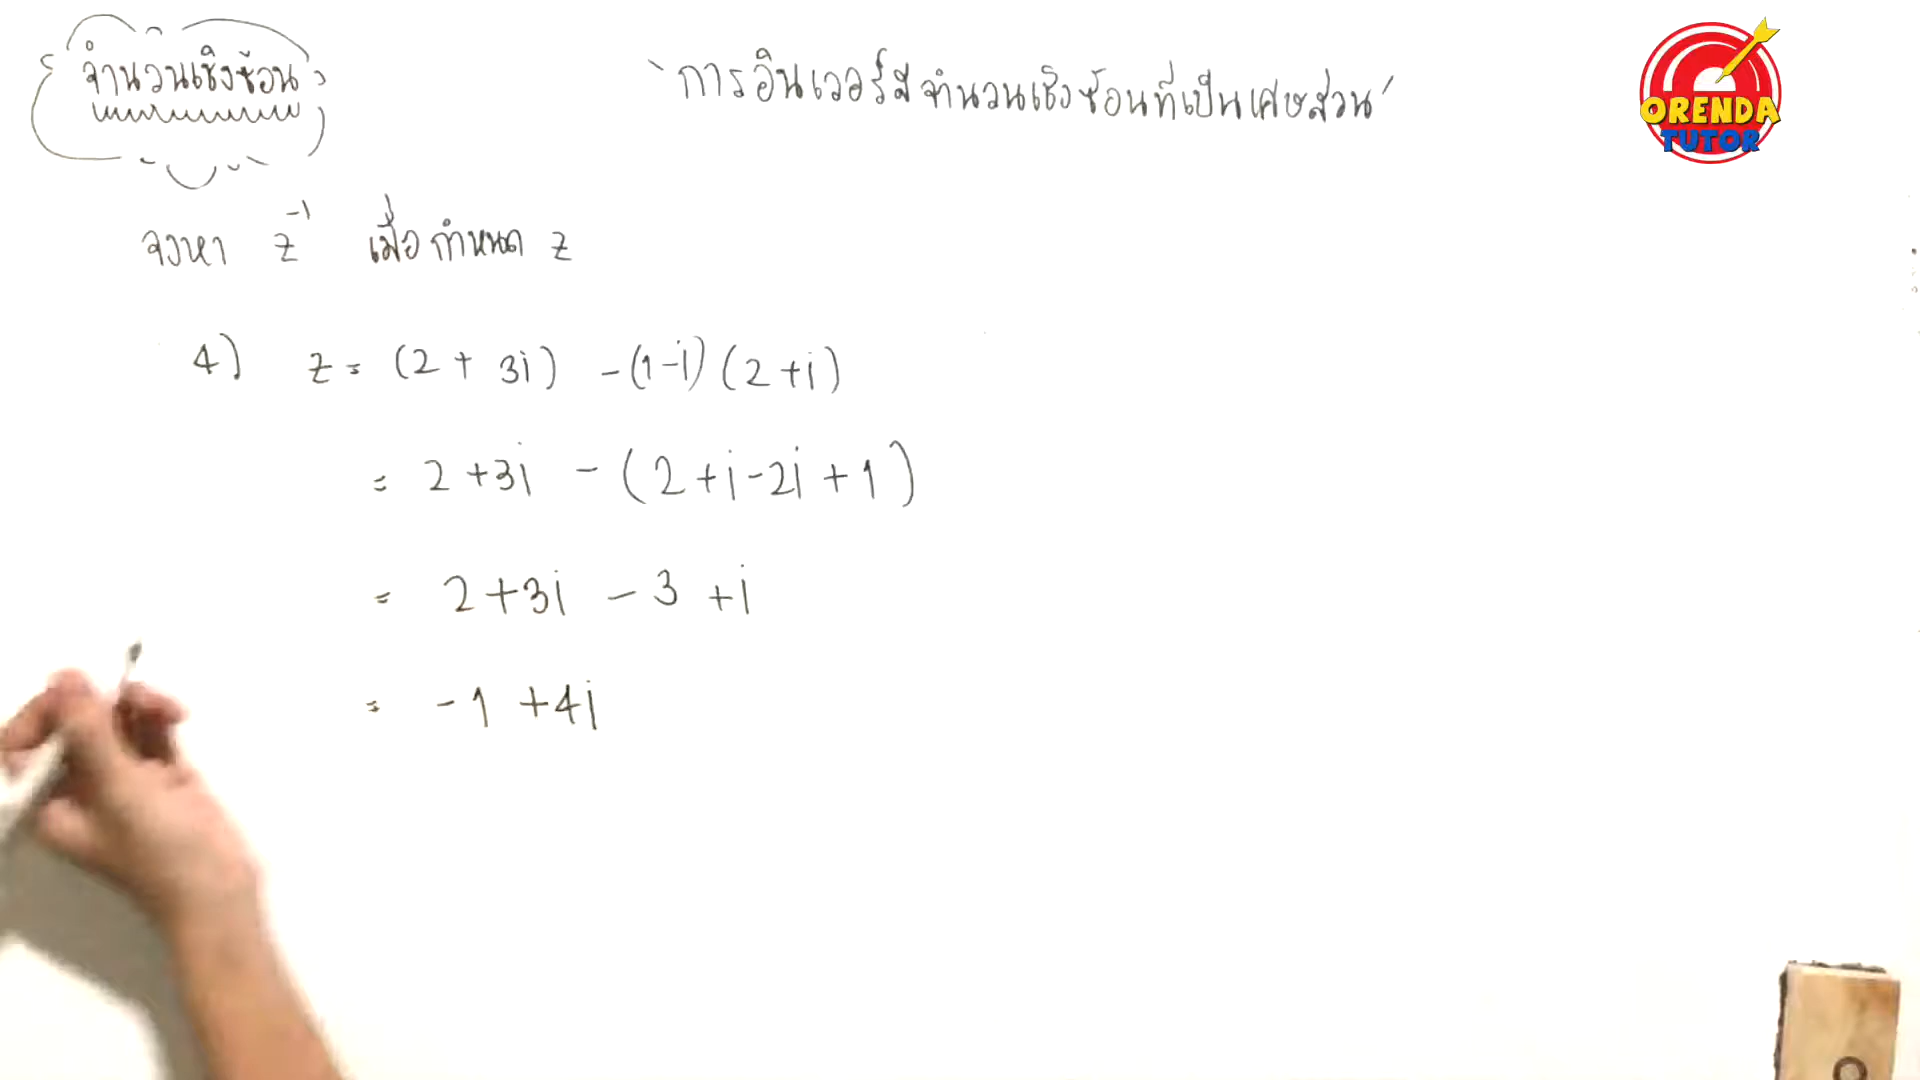 จำนวนเชิงซ้อน
'การอินเวอร์สจำนวนเชิงซ้อนที่เป็นเศษส่วน'
ORENDA
TUTOR
จงหา z⁻¹ เมื่อกำหนด z
4) z = (2 + 3i) - (1-i)(2+i)
= 2+3i - (2+i-2i+1)
= 2+3i - 3 +i
= -1 +4i